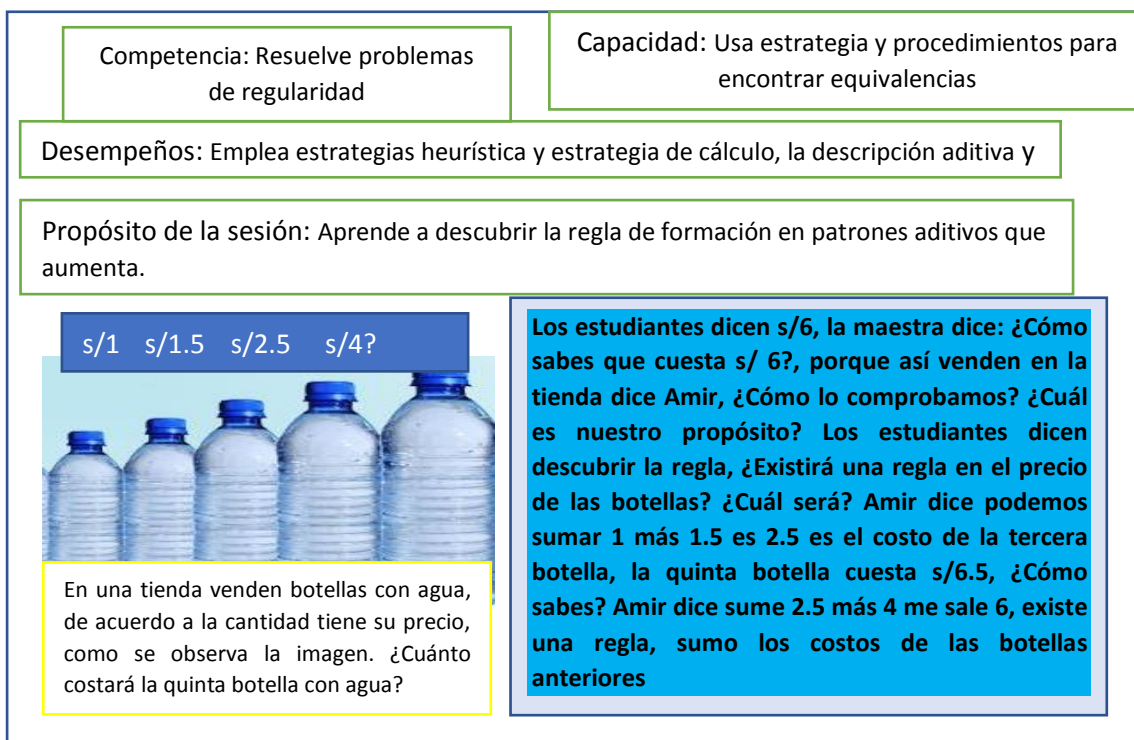 Competencia: Resuelve problemas
de regularidad
Capacidad: Usa estrategia y procedimientos para
encontrar equivalencias
Desempeños: Emplea estrategias heurística y estrategia de cálculo, la descripción aditiva y
Propósito de la sesión: Aprende a descubrir la regla de formación en patrones aditivos que
aumenta.
s/1 s/1.5 s/2.5 s/4?
En una tienda venden botellas con agua,
de acuerdo a la cantidad tiene su precio,
como se observa la imagen. ¿Cuánto
costará la quinta botella con agua?
Los estudiantes dicen s/6, la maestra dice: ¿Cómo
sabes que cuesta s/ 6?, porque así venden en la
tienda dice Amir, ¿Cómo lo comprobamos? ¿Cuál
es nuestro propósito? Los estudiantes dicen
descubrir la regla, ¿Existirá una regla en el precio
de las botellas? ¿Cuál será? Amir dice podemos
sumar 1 más 1.5 es 2.5 es el costo de la tercera
botella, la quinta botella cuesta s/6.5, ¿Cómo
sabes? Amir dice sume 2.5 más 4 me sale 6, existe
una regla, sumo los costos de las botellas
anteriores